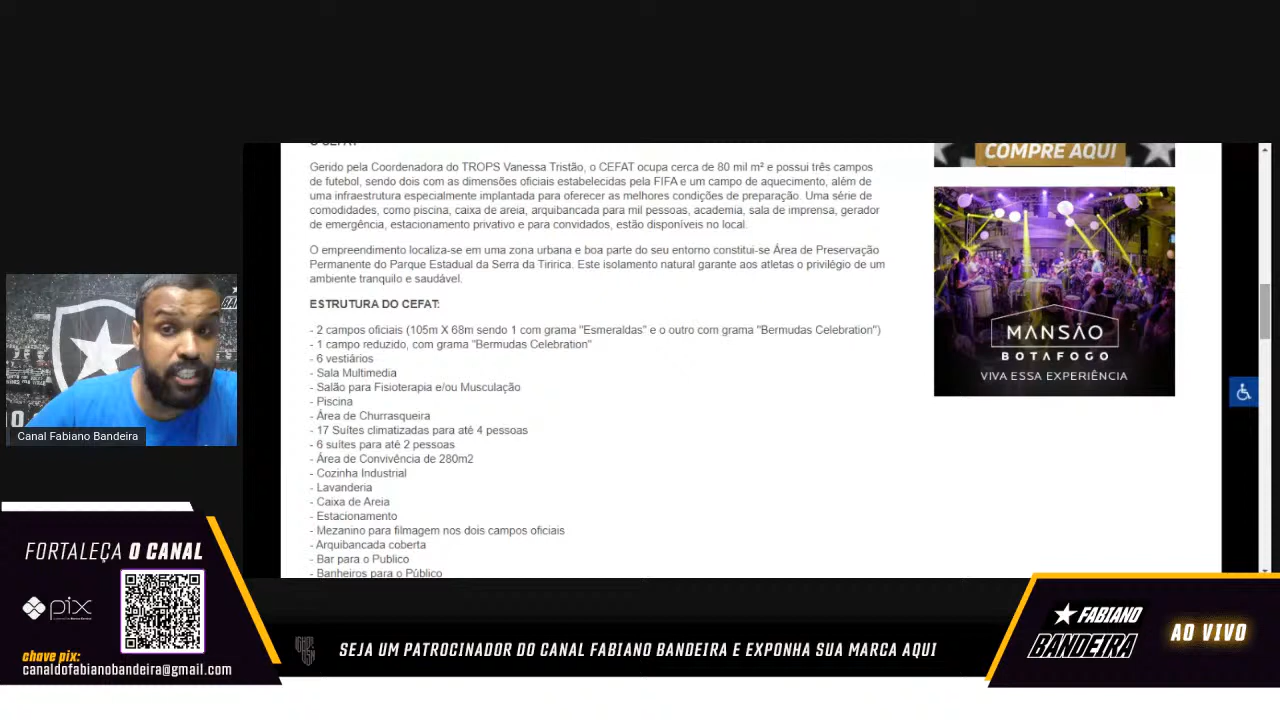 O CEFAT
Gerido pela Coordenadora do TROPS Vanessa Tristão, o CEFAT ocupa cerca de 80 mil m² e possui três campos
de futebol, sendo dois com as dimensões oficiais estabelecidas pela FIFA e um campo de aquecimento, além de
uma infraestrutura especialmente implantada para oferecer as melhores condições de preparação. Uma série de
comodidades, como piscina, caixa de areia, arquibancada para mil pessoas, academia, sala de imprensa, gerador
de emergência, estacionamento privativo e para convidados, estão disponíveis no local.
O empreendimento localiza-se em uma zona urbana e boa parte do seu entorno constitui-se Área de Preservação
Permanente do Parque Estadual da Serra da Tiririca. Este isolamento natural garante aos atletas o privilégio de um
ambiente tranquilo e saudável.
ESTRUTURA DO CEFAT:
- 2 campos oficiais (105m X 68m sendo 1 com grama "Esmeraldas" e o outro com grama "Bermudas Celebration")
- 1 campo reduzido, com grama "Bermudas Celebration"
- 6 vestiários
- Sala Multimedia
- Salão para Fisioterapia e/ou Musculação
- Piscina
- Área de Churrasqueira
- 17 Suítes climatizadas para até 4 pessoas
- 6 suítes para até 2 pessoas
- Área de Convivência de 280m2
- Cozinha Industrial
- Lavanderia
- Caixa de Areia
- Estacionamento
- Mezanino para filmagem nos dois campos oficiais
- Arquibancada coberta
- Bar para o Publico
- Banheiros para o Público
COMPRE AQUI
MANSÃO
BOTAFOGO
VIVA ESSA EXPERIÊNCIA
Canal Fabiano Bandeira
FORTALEÇA O CANAL
pix
chave pix:
canaldofabianobandeira@gmail.com
SEJA UM PATROCINADOR DO CANAL FABIANO BANDEIRA E EXPONHA SUA MARCA AQUI
FABIANO
BANDEIRA
AO VIVO